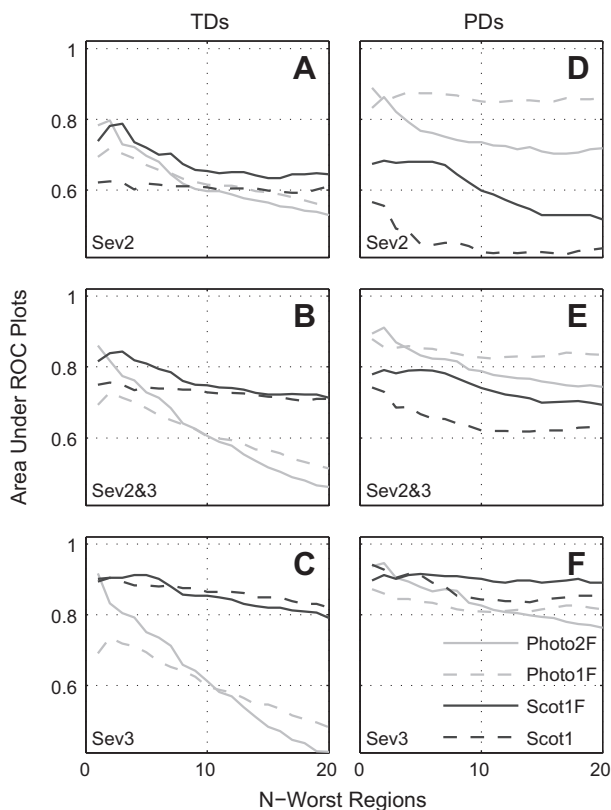 TDs PDs
1 A D
0.8
0.6
Sev2 Sev2
1 B E
0.8
0.6
Sev2&3 Sev2&3
1 C F
0.8
0.6
Photo2F
Photo1F
Scot1F
Scot1
Sev3 Sev3
0 10 20 0 10 20
N-Worst Regions
Area Under ROC Plots